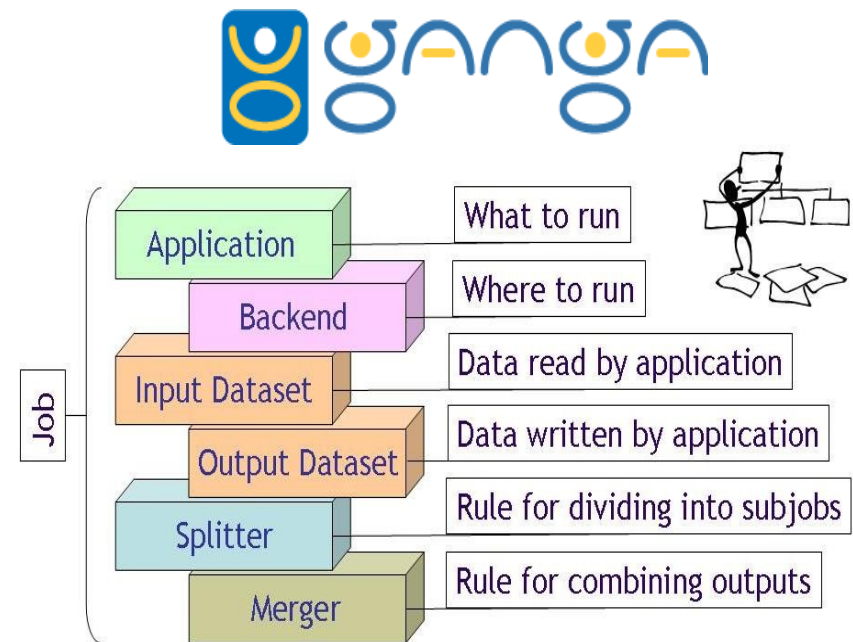 ganga
Application
What to run
Backend
Where to run
Input Dataset
Data read by application
Job
Output Dataset
Data written by application
Splitter
Rule for dividing into subjobs
Merger
Rule for combining outputs